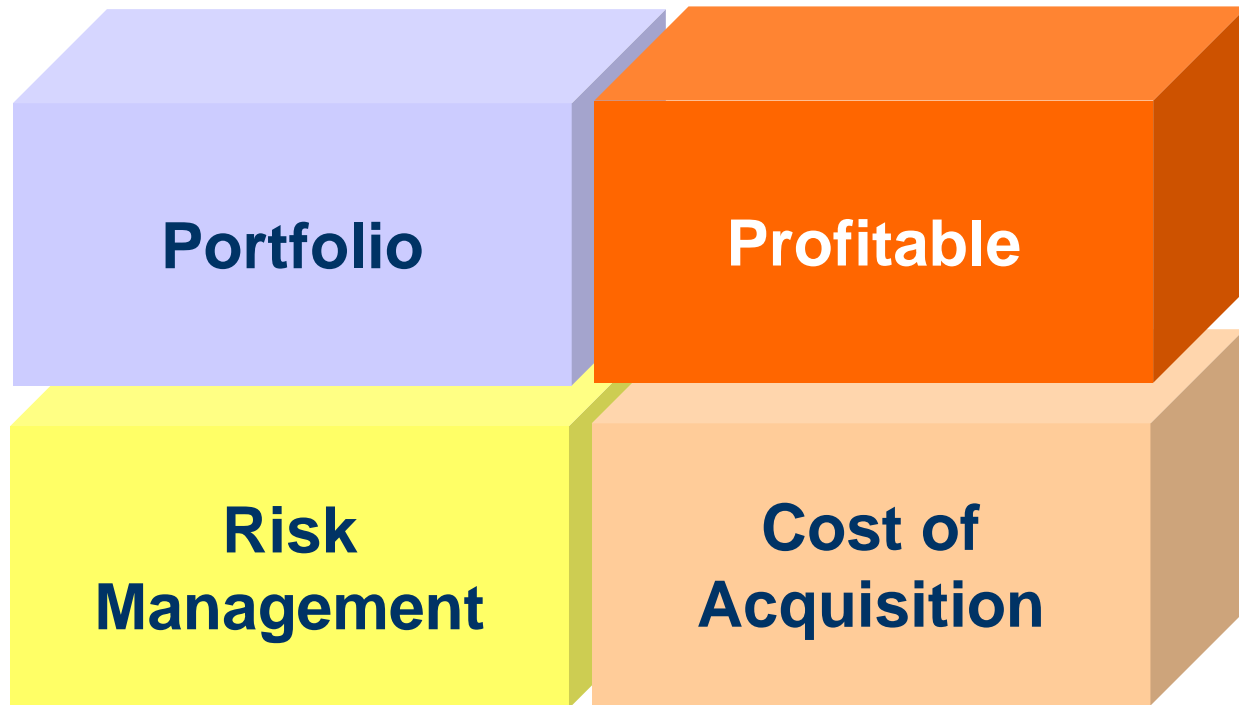 Portfolio
Profitable
Risk
Management
Cost of
Acquisition